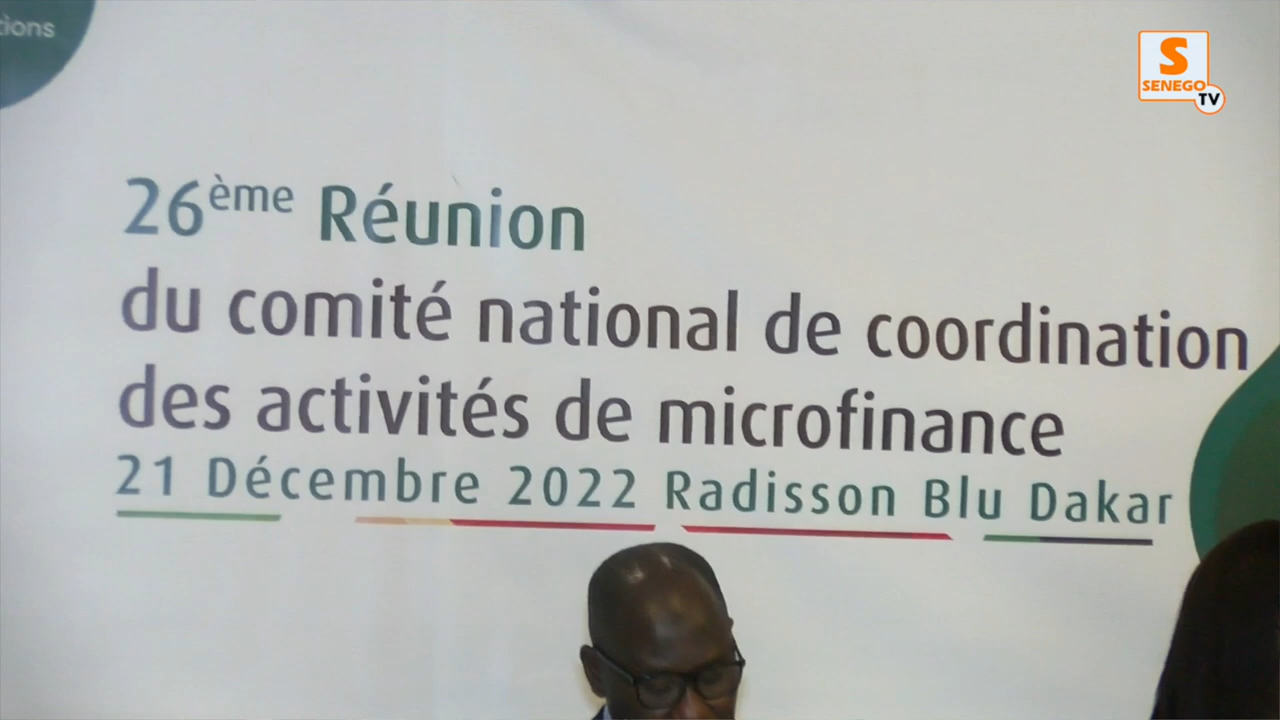 tions
S
SENEGO
TV
26ème Réunion
du comité national de coordination
des activités de microfinance
21 Décembre 2022 Radisson Blu Dakar